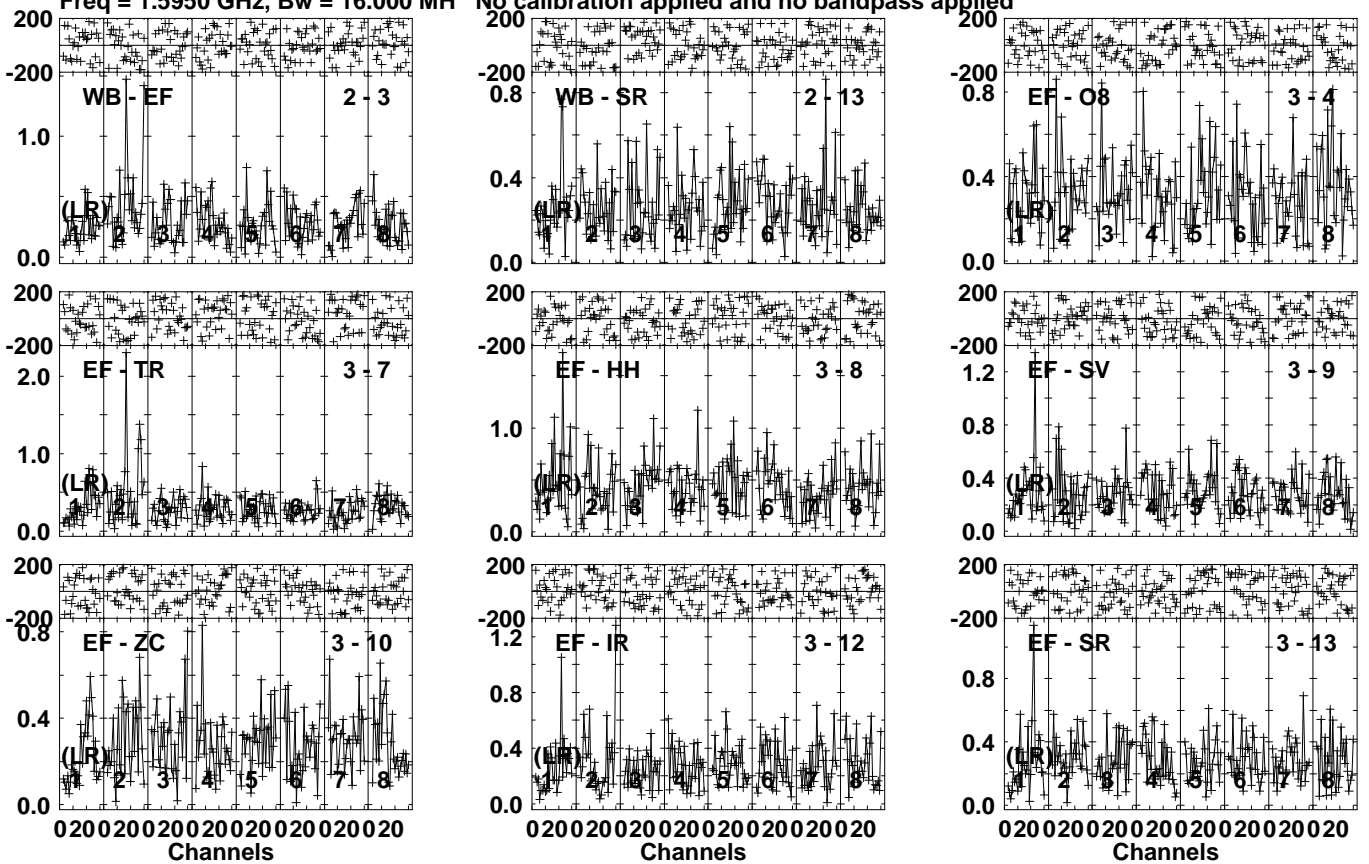 Freq = 1.5950 GHz, Bw = 16.000 MH No calibration applied and no bandpass applied
200
-200
WB - EF 2 - 3
1.0
0.0
(LR)
1 2 3 4 5 6 7 8
200
-200
WB - SR 2 - 13
0.8
0.4
0.0
(LR)
1 2 3 4 5 6 7 8
200
-200
EF - O8 3 - 4
0.8
0.4
0.0
(LR)
1 2 3 4 5 6 7 8
200
-200
EF - TR 3 - 7
2.0
1.0
0.0
(LR)
1 2 3 4 5 6 7 8
200
-200
EF - HH 3 - 8
1.0
0.0
(LR)
1 2 3 4 5 6 7 8
200
-200
EF - SV 3 - 9
1.2
0.8
0.4
0.0
(LR)
1 2 3 4 5 6 7 8
200
-200
EF - ZC 3 - 10
0.8
0.4
0.0
(LR)
1 2 3 4 5 6 7 8
0 20 0 20 0 20 0 20 0 20 0 20 0 20 0 20
Channels
200
-200
EF - IR 3 - 12
1.2
0.8
0.4
0.0
(LR)
1 2 3 4 5 6 7 8
0 20 0 20 0 20 0 20 0 20 0 20 0 20 0 20
Channels
200
-200
EF - SR 3 - 13
1.2
0.8
0.4
0.0
(LR)
1 2 3 4 5 6 7 8
0 20 0 20 0 20 0 20 0 20 0 20 0 20 0 20
Channels